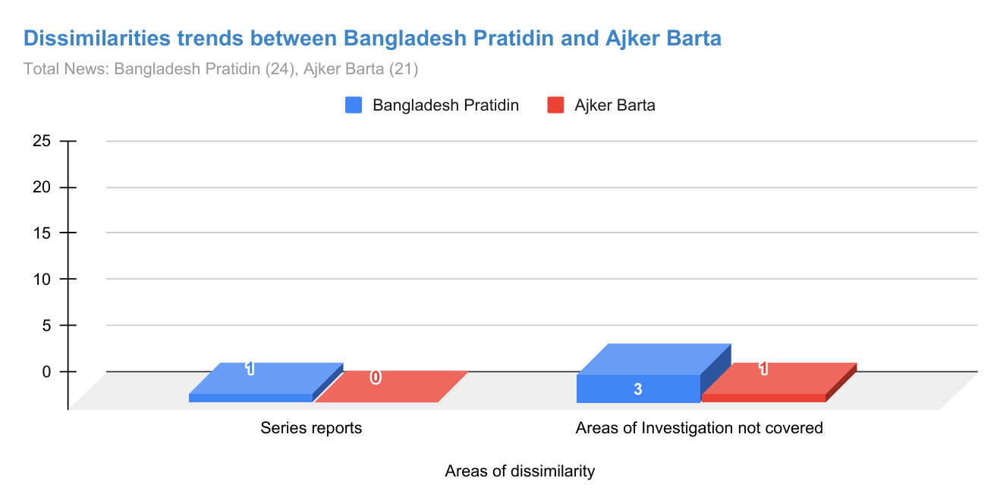 Dissimilarities trends between Bangladesh Pratidin and Ajker Barta
Total News: Bangladesh Pratidin (24), Ajker Barta (21)
Bangladesh Pratidin Ajker Barta
25
20
15
10
5
0
1 0 3 1
Series reports Areas of Investigation not covered
Areas of dissimilarity